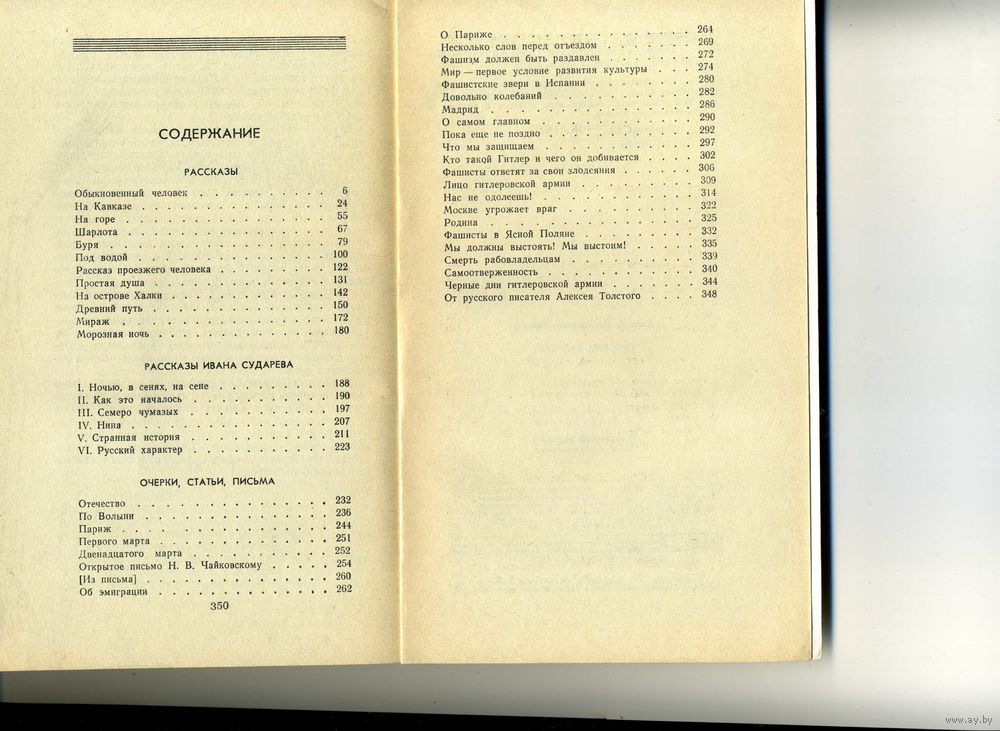 СОДЕРЖАНИЕ
РАССКАЗЫ
Обыкновенный человек . . . . . . . . . . 6
На Кавказе . . . . . . . . . . . . . . 24
На горе . . . . . . . . . . . . . . . 55
Шарлота . . . . . . . . . . . . . . . 67
Буря . . . . . . . . . . . . . . . . 79
Под водой . . . . . . . . . . . . . . 100
Рассказ проезжего человека . . . . . . . . 122
Простая душа . . . . . . . . . . . . . 131
На острове Халки . . . . . . . . . . . . 142
Древний путь . . . . . . . . . . . . . 150
Мираж . . . . . . . . . . . . . . . 172
Морозная ночь . . . . . . . . . . . . . 180
РАССКАЗЫ ИВАНА СУДАРЕВА
I. Ночью, в сенях, на сене . . . . . . . . . 188
II. Как это началось . . . . . . . . . . . 190
III. Семеро чумазых . . . . . . . . . . . 197
IV. Нина . . . . . . . . . . . . . . . 207
V. Странная история . . . . . . . . . . . 211
VI. Русский характер . . . . . . . . . . . 223
ОЧЕРКИ, СТАТЬИ, ПИСЬМА
Отечество . . . . . . . . . . . . . . 232
По Волыни . . . . . . . . . . . . . . 236
Париж . . . . . . . . . . . . . . . 244
Первого марта . . . . . . . . . . . . . 251
Двенадцатого марта . . . . . . . . . . . 252
Открытое письмо Н. В. Чайковскому . . . . . 254
[Из письма] . . . . . . . . . . . . . . 260
Об эмиграции . . . . . . . . . . . . . 262
350
О Париже . . . . . . . . . . . . . . 264
Несколько слов перед отъездом . . . . . . . 269
Фашизм должен быть раздавлен . . . . . . . 272
Мир — первое условие развития культуры . . . 274
Фашистские звери в Испании . . . . . . . . 280
Довольно колебаний . . . . . . . . . . . 282
Мадрид . . . . . . . . . . . . . . . 286
О самом главном . . . . . . . . . . . . 290
Пока еще не поздно . . . . . . . . . . . 292
Что мы защищаем . . . . . . . . . . . . 297
Кто такой Гитлер и чего он добивается . . . . 302
Фашисты ответят за свои злодеяния . . . . . . 306
Лицо гитлеровской армии . . . . . . . . . 309
Нас не одолеешь! . . . . . . . . . . . . 314
Москве угрожает враг . . . . . . . . . . 322
Родина . . . . . . . . . . . . . . . 325
Фашисты в Ясной Поляне . . . . . . . . . 332
Мы должны выстоять! Мы выстоим! . . . . . 335
Смерть рабовладельцам . . . . . . . . . . 339
Самоотверженность . . . . . . . . . . . 340
Черные дни гитлеровской армии . . . . . . . 344
От русского писателя Алексея Толстого . . . . 348
www.ay.by